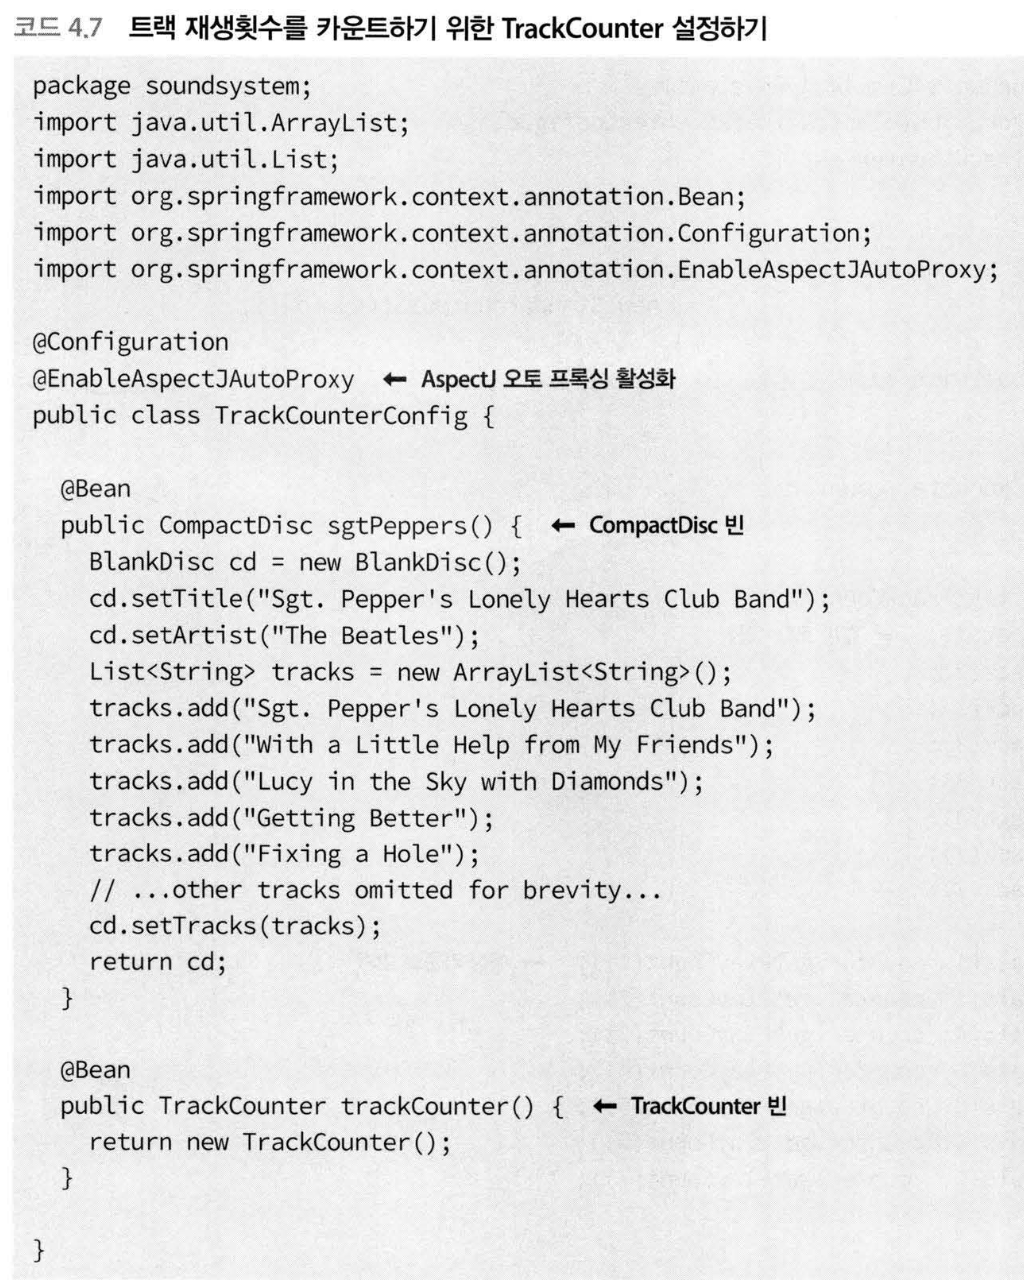 코드 4.7 트랙 재생횟수를 카운트하기 위한 TrackCounter 설정하기
package soundsystem;
import java.util.ArrayList;
import java.util.List;
import org.springframework.context.annotation.Bean;
import org.springframework.context.annotation.Configuration;
import org.springframework.context.annotation.EnableAspectJAutoProxy;
@Configuration
@EnableAspectJAutoProxy ← AspectJ 오토 프록싱 활성화
public class TrackCounterConfig {
@Bean
public CompactDisc sgtPeppers() { ← CompactDisc 빈
BlankDisc cd = new BlankDisc();
cd.setTitle("Sgt. Pepper's Lonely Hearts Club Band");
cd.setArtist("The Beatles");
List<String> tracks = new ArrayList<String>();
tracks.add("Sgt. Pepper's Lonely Hearts Club Band");
tracks.add("With a Little Help from My Friends");
tracks.add("Lucy in the Sky with Diamonds");
tracks.add("Getting Better");
tracks.add("Fixing a Hole");
// ...other tracks omitted for brevity...
cd.setTracks(tracks);
return cd;
}
@Bean
public TrackCounter trackCounter() { ← TrackCounter 빈
return new TrackCounter();
}
}